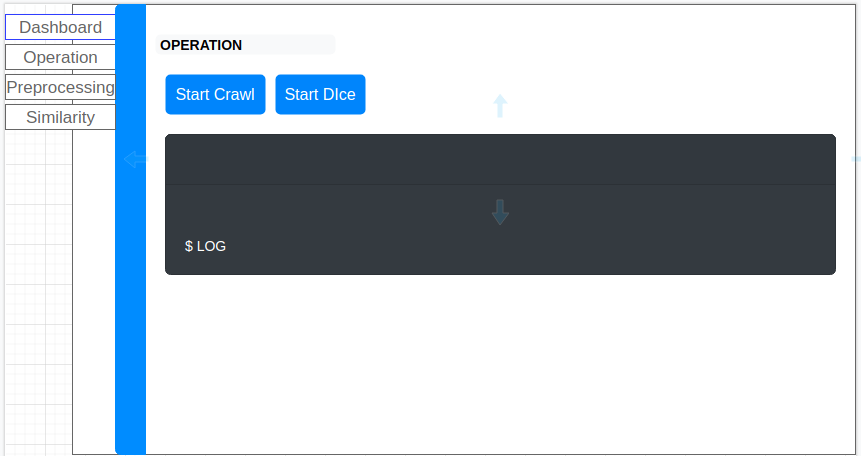 Dashboard
Operation
Preprocessing
Similarity
OPERATION
Start Crawl
Start DIce
$ LOG